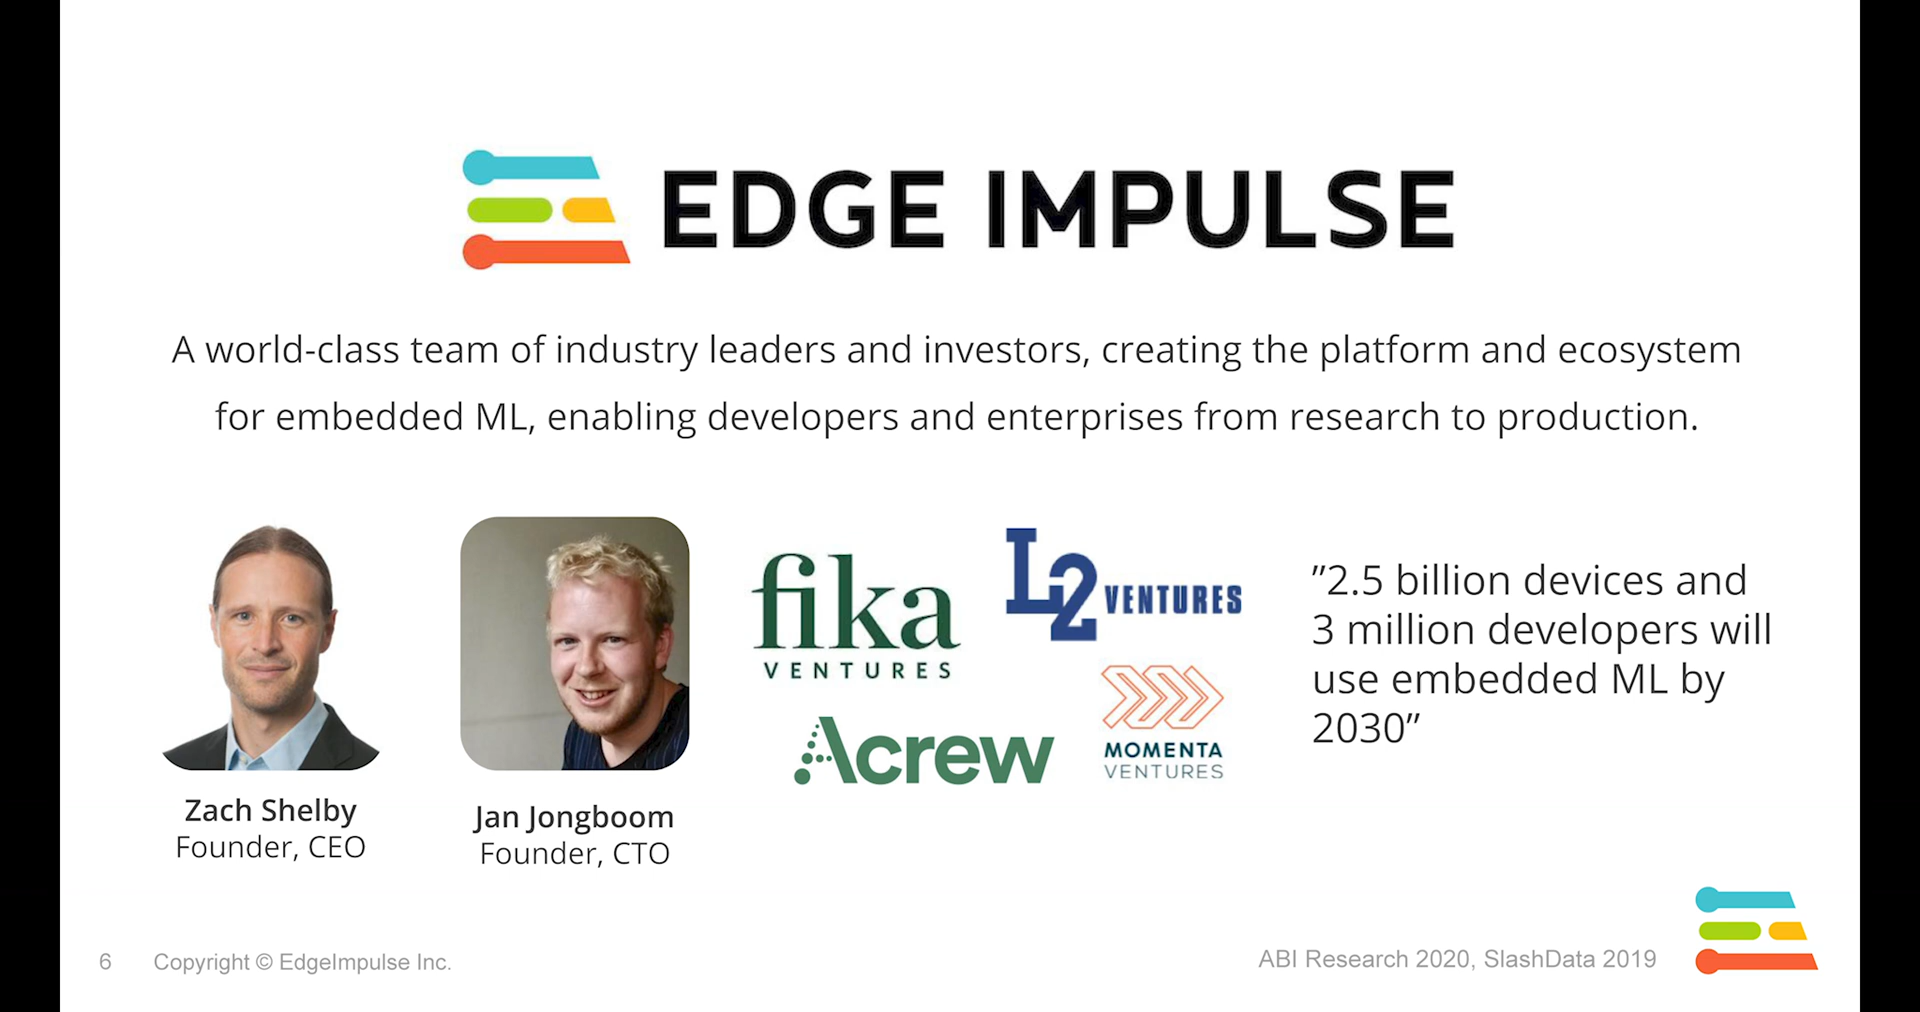 EDGE IMPULSE
A world-class team of industry leaders and investors, creating the platform and ecosystem
for embedded ML, enabling developers and enterprises from research to production.
Zach Shelby
Founder, CEO
Jan Jongboom
Founder, CTO
fika
VENTURES
L2 VENTURES
Acrew
MOMENTA
VENTURES
”2.5 billion devices and
3 million developers will
use embedded ML by
2030”
6 Copyright © EdgeImpulse Inc.
ABI Research 2020, SlashData 2019